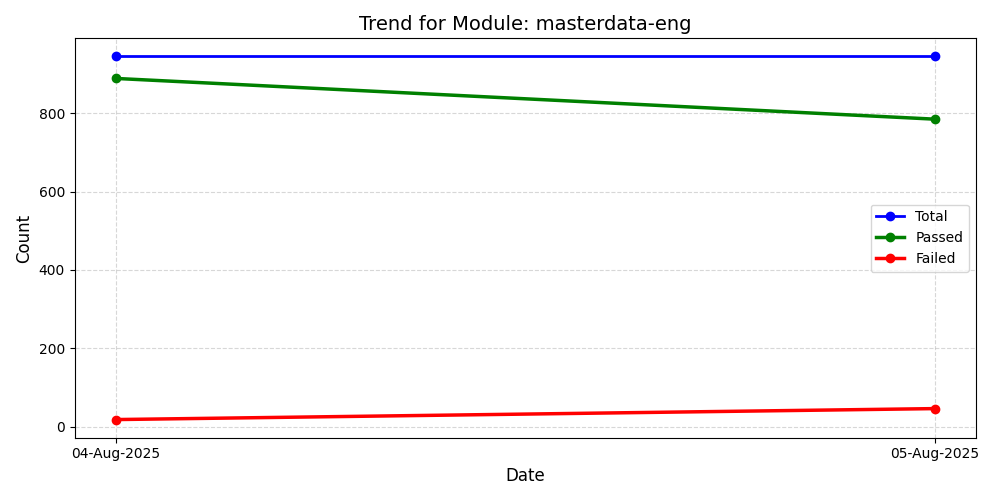 Trend for Module: masterdata-eng
Count
800
600
400
200
0
Total
Passed
Failed
04-Aug-2025
05-Aug-2025
Date